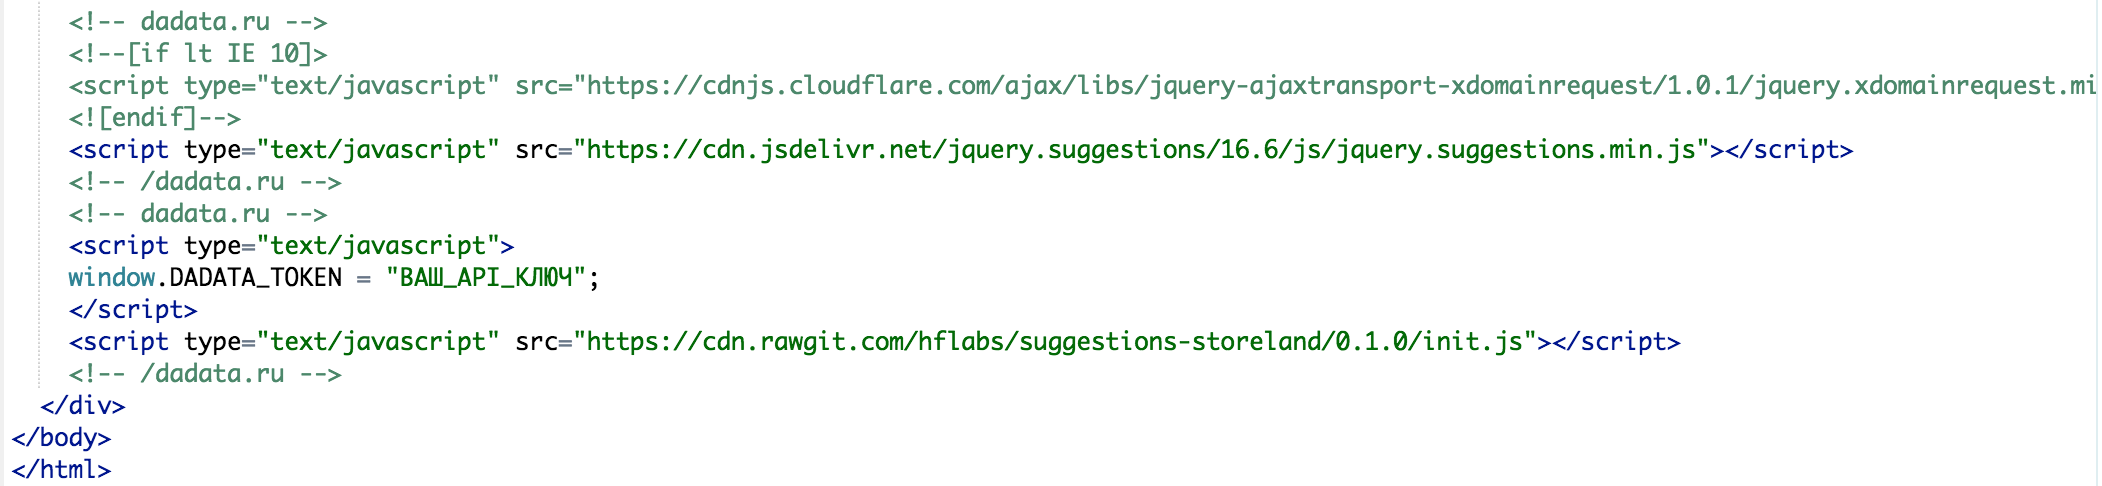 <!-- dadata.ru -->
<!--[if lt IE 10]>
<script type="text/javascript" src="https://cdnjs.cloudflare.com/ajax/libs/jquery-ajaxtransport-xdomainrequest/1.0.1/jquery.xdomainrequest.mi
<![endif]-->
<script type="text/javascript" src="https://cdn.jsdelivr.net/jquery.suggestions/16.6/js/jquery.suggestions.min.js"></script>
<!-- /dadata.ru -->
<!-- dadata.ru -->
<script type="text/javascript">
window.DADATA_TOKEN = "ВАШ_API_КЛЮЧ";
</script>
<script type="text/javascript" src="https://cdn.rawgit.com/hflabs/suggestions-storeland/0.1.0/init.js"></script>
<!-- /dadata.ru -->
</div>
</body>
</html>